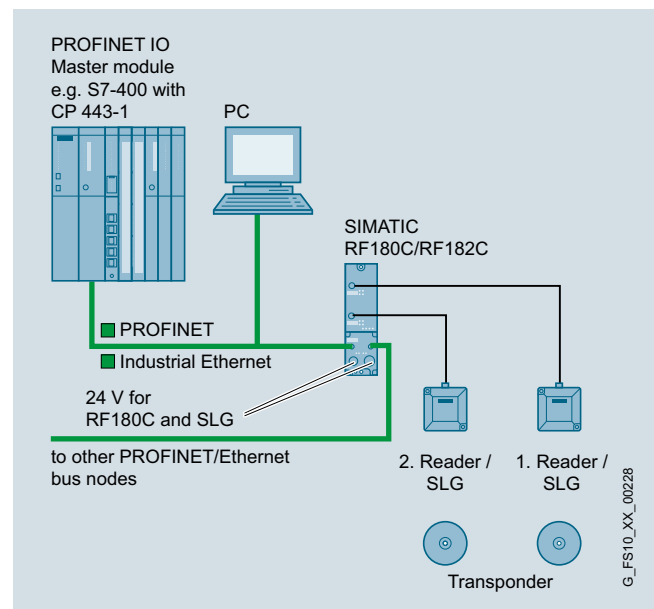 PROFINET IO
Master module
e.g. S7-400 with
CP 443-1
PC
SIMATIC
RF180C/RF182C
PROFINET
Industrial Ethernet
24 V for
RF180C and SLG
to other PROFINET/Ethernet
bus nodes
2. Reader /
SLG
1. Reader /
SLG
Transponder
G_FS10_XX_00228